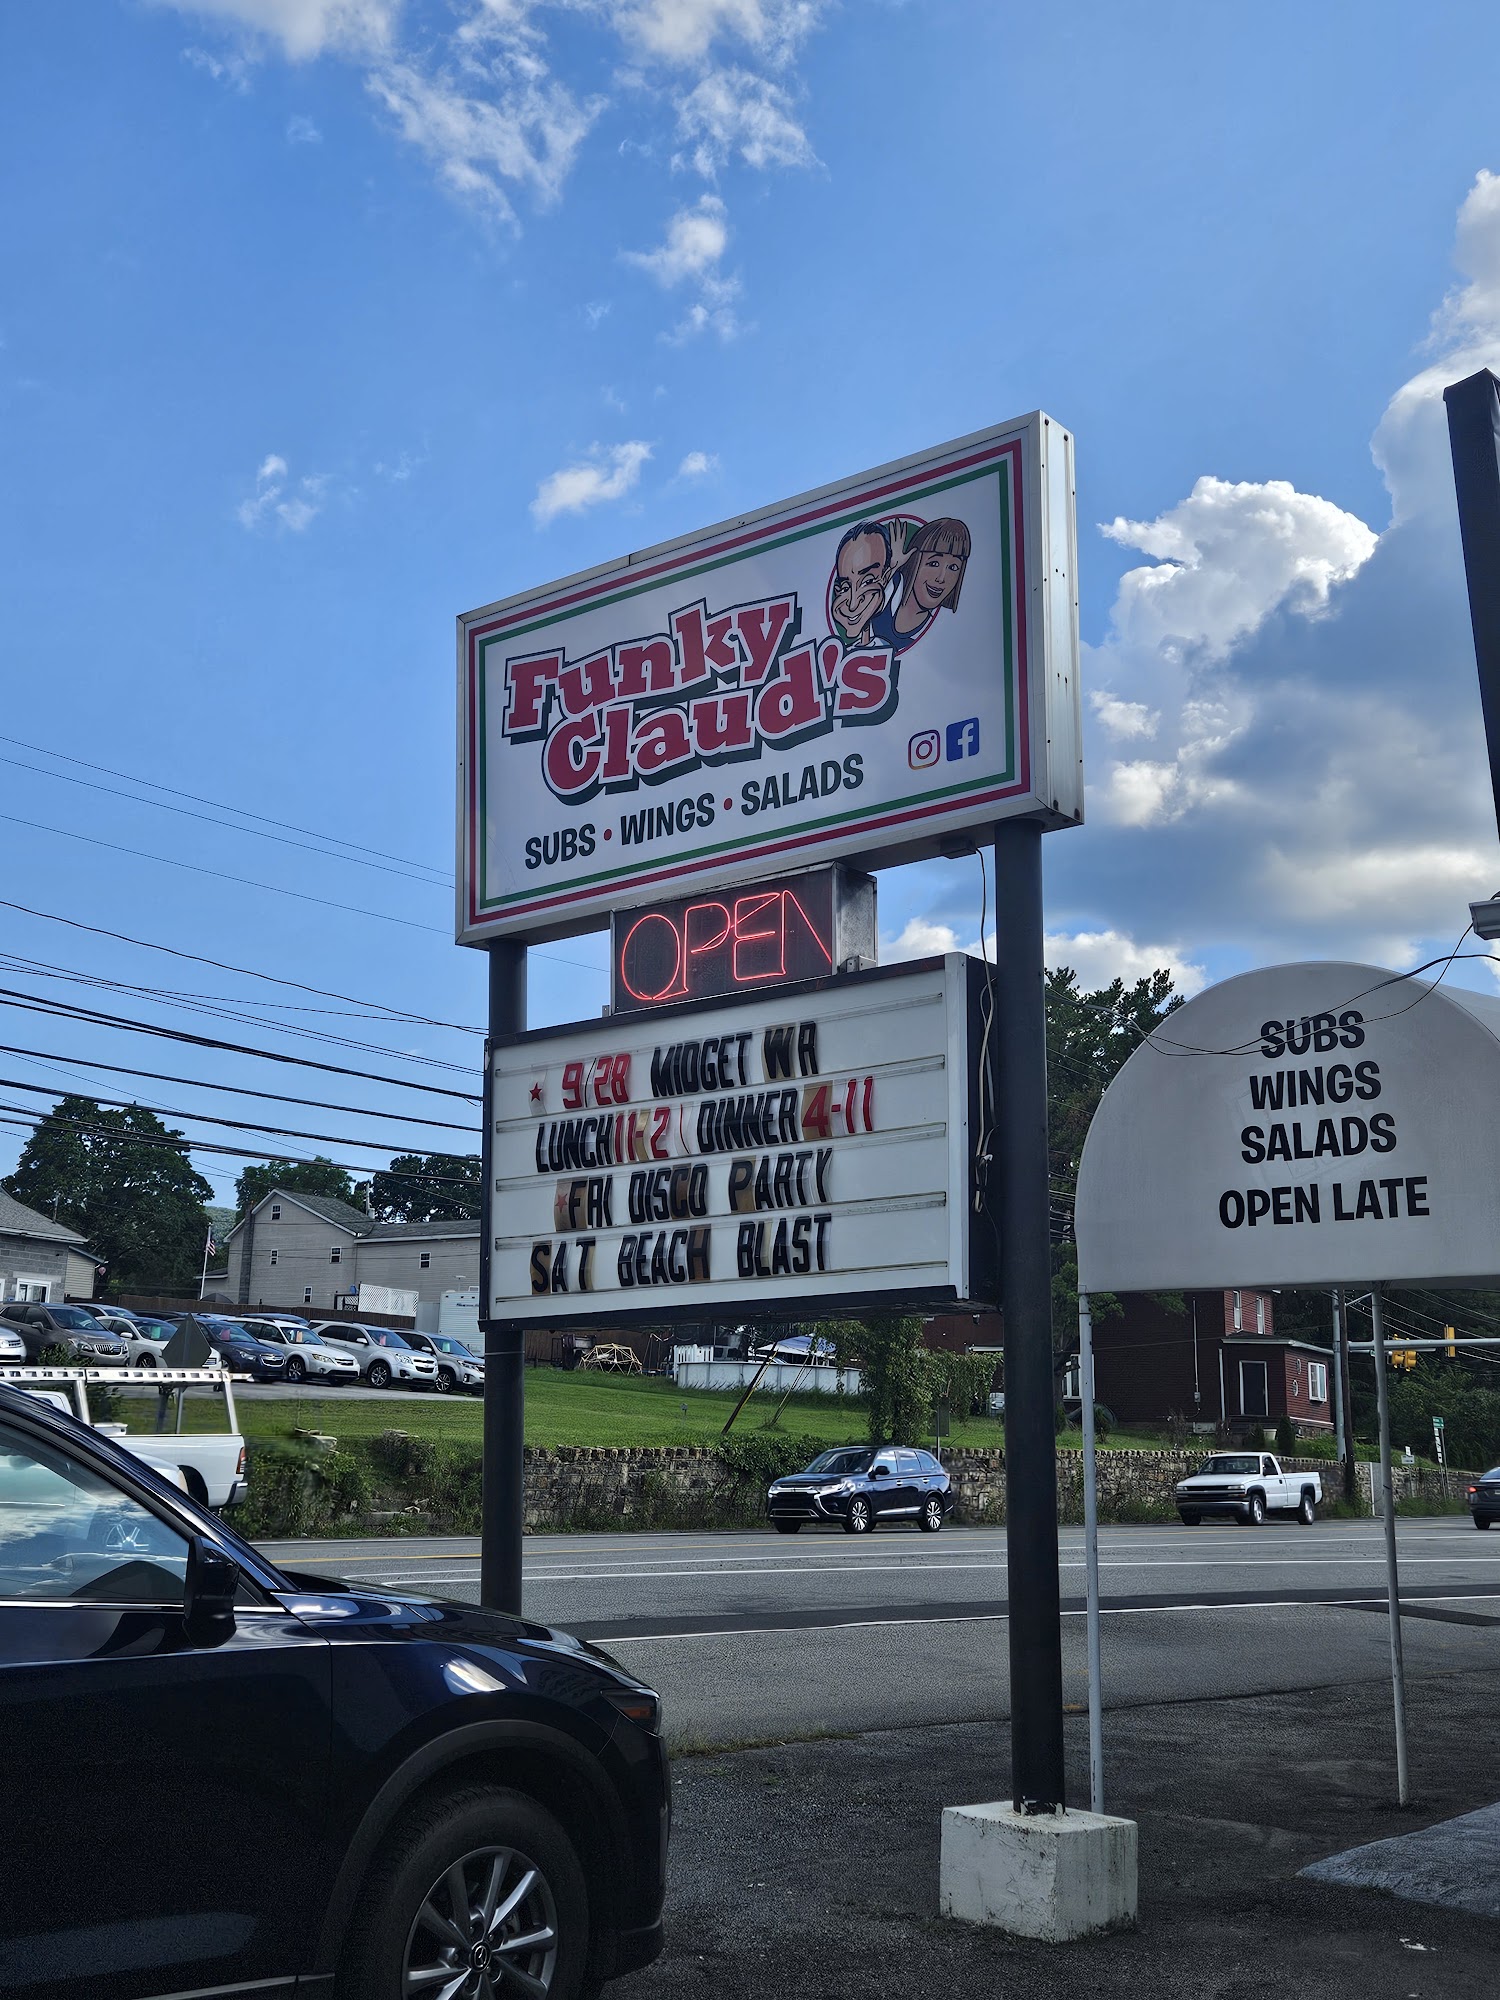 Funky
Claud's
SUBS • WINGS • SALADS
OPEN
★ 9/28 MIDGET WR
LUNCH 11-2 \ DINNER 4-11
★ FRI DISCO PARTY
SAT BEACH BLAST
SUBS
WINGS
SALADS
OPEN LATE